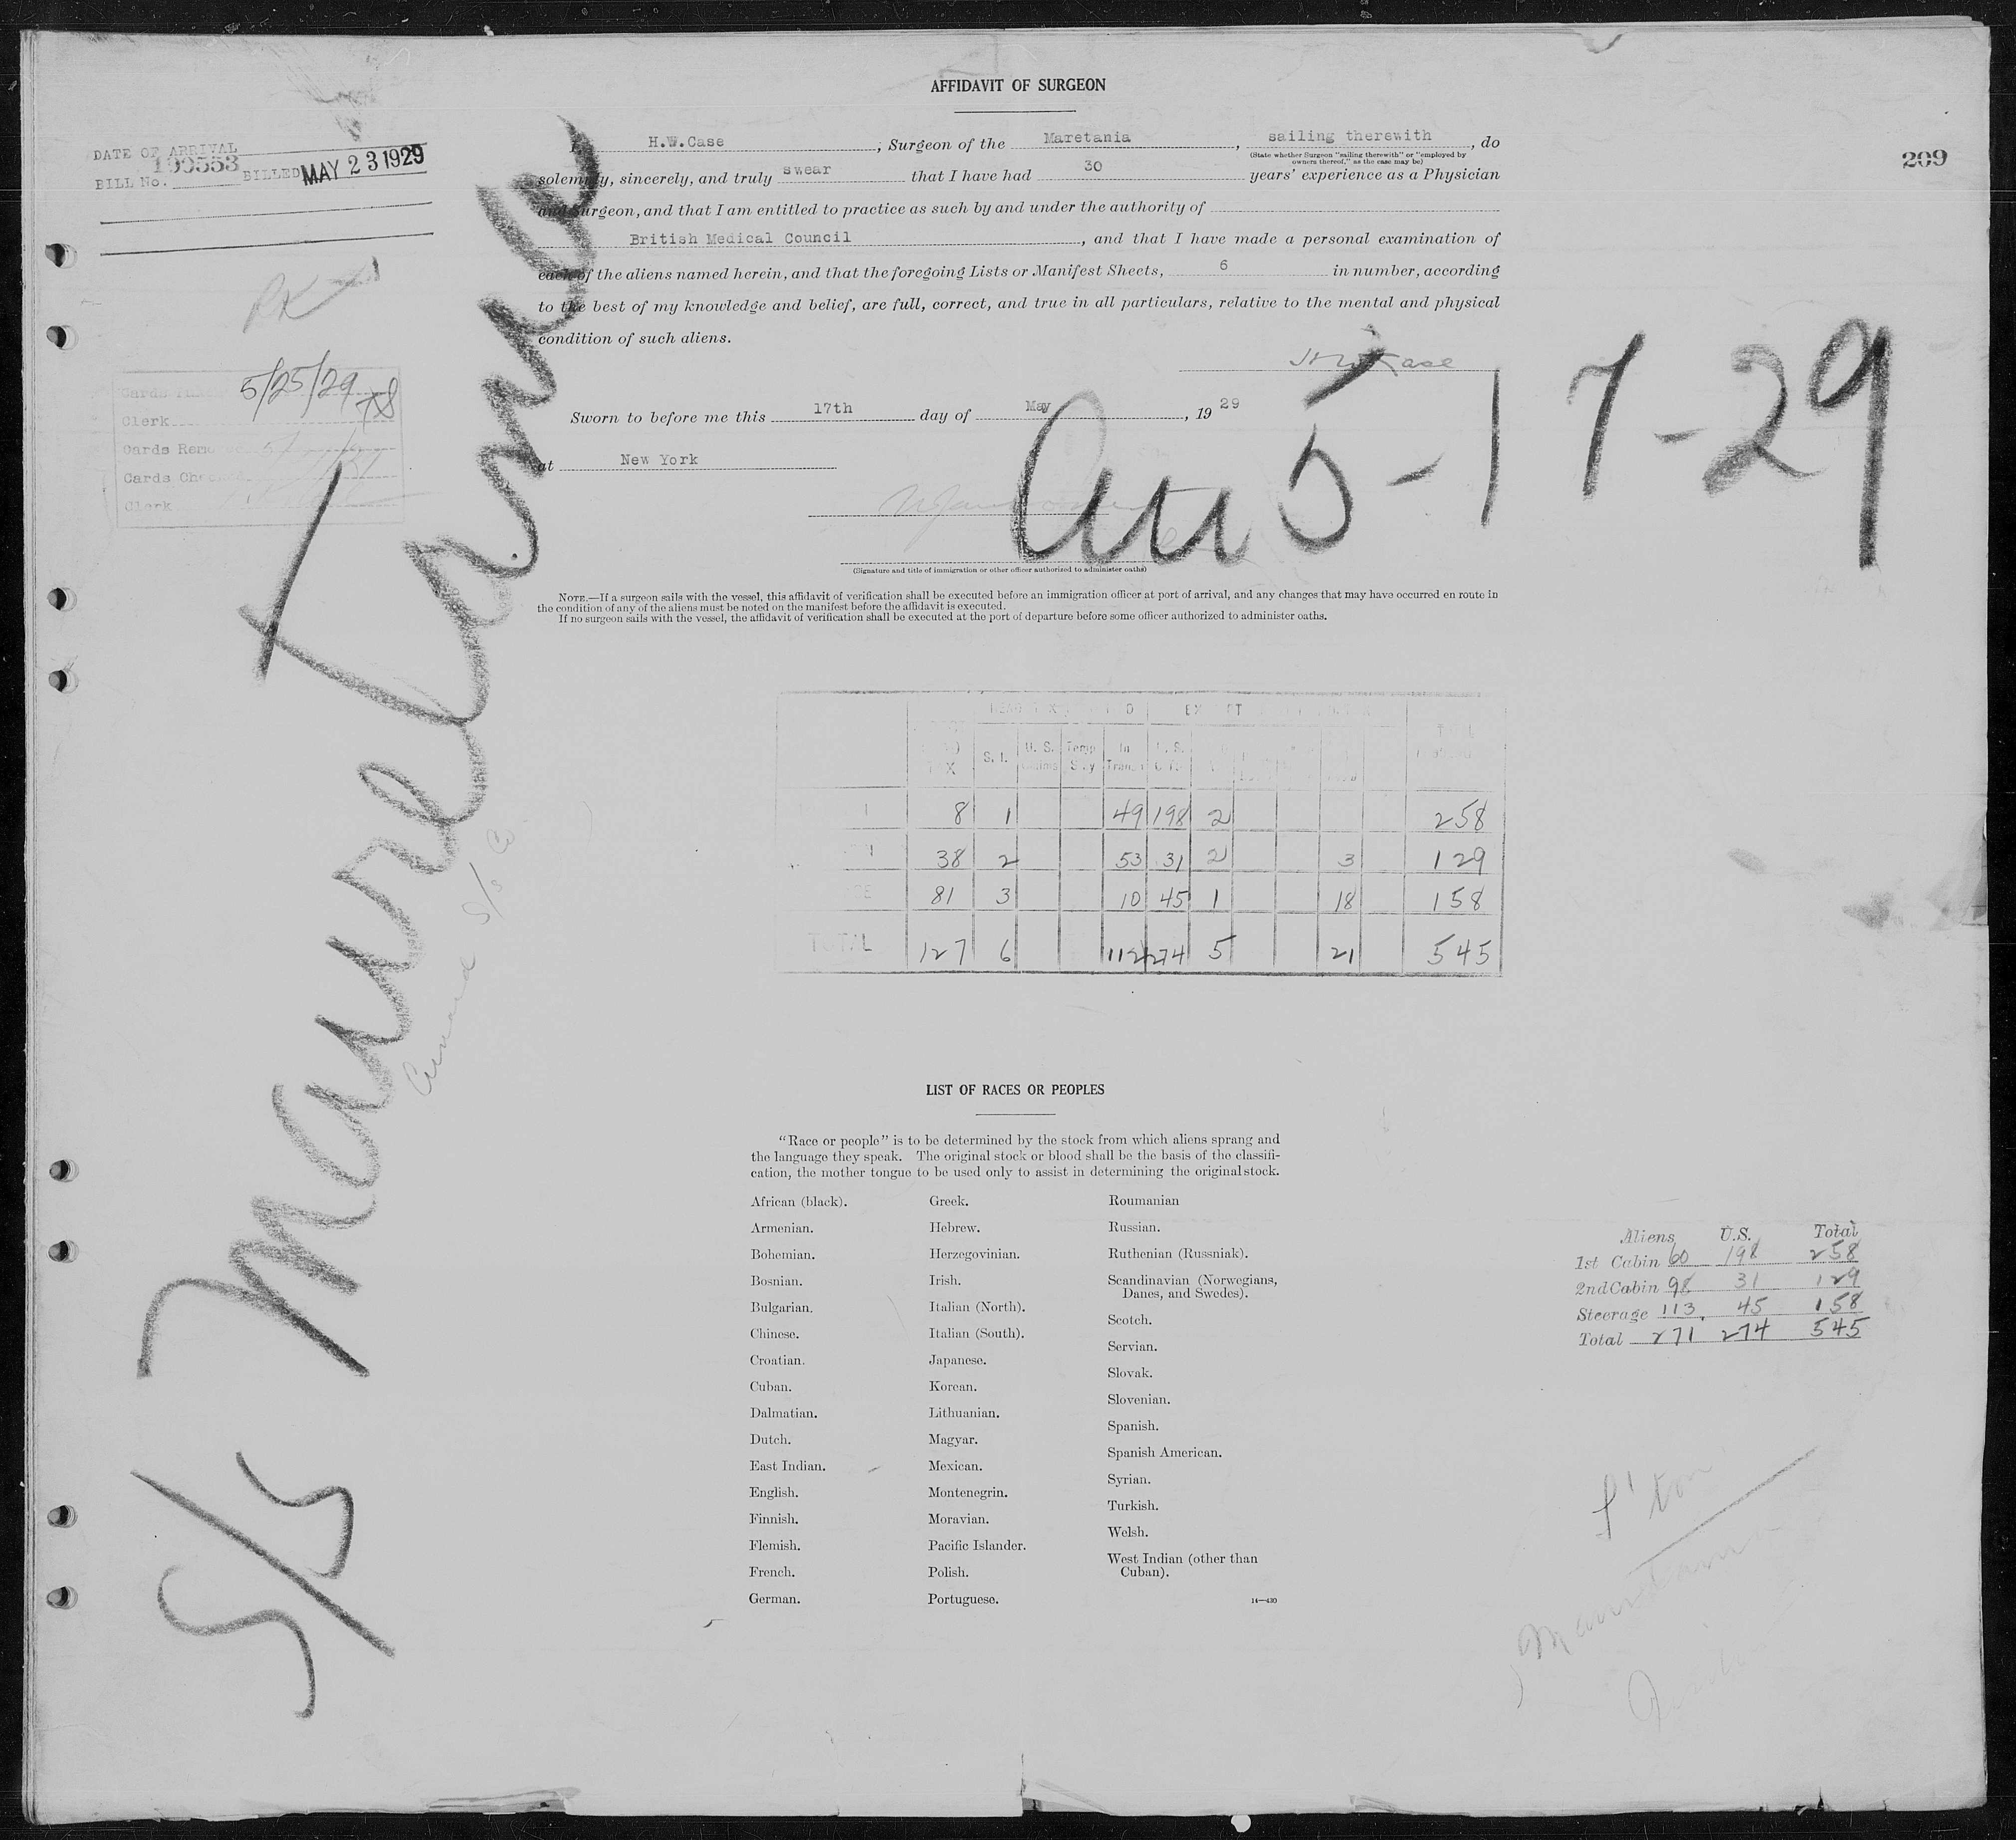 AFFIDAVIT OF SURGEON
I, H.W.Case, Surgeon of the Maretania, sailing therewith, do
(State whether Surgeon "sailing therewith" or "employed by owners thereof," as the case may be)
solemnly, sincerely, and truly swear that I have had 30 years' experience as a Physician
and Surgeon, and that I am entitled to practice as such by and under the authority of
British Medical Council, and that I have made a personal examination of
each of the aliens named herein, and that the foregoing Lists or Manifest Sheets, 6 in number, according
to the best of my knowledge and belief, are full, correct, and true in all particulars, relative to the mental and physical
condition of such aliens.
H W Case
Sworn to before me this 17th day of May, 1929
at New York
(Signature and title of immigration or other officer authorized to administer oaths)
NOTE.—If a surgeon sails with the vessel, this affidavit of verification shall be executed before an immigration officer at port of arrival, and any changes that may have occurred en route in
the condition of any of the aliens must be noted on the manifest before the affidavit is executed.
If no surgeon sails with the vessel, the affidavit of verification shall be executed at the port of departure before some officer authorized to administer oaths.
DATE OF ARRIVAL
BILL No. BILLED MAY 23 1929
209
5/25/29
Clerk
Cards
Cards
Clerk
S/S Mauretania
Cunard S/S Co
5-17-29
S. I. U. S. Temp In U. S.
TAX Transit
8 1 49 198 2 258
38 2 53 31 2 3 129
81 3 10 45 1 18 158
TOTAL 127 6 112 274 5 21 545
LIST OF RACES OR PEOPLES
"Race or people" is to be determined by the stock from which aliens sprang and
the language they speak. The original stock or blood shall be the basis of the classifi-
cation, the mother tongue to be used only to assist in determining the original stock.
African (black).
Armenian.
Bohemian.
Bosnian.
Bulgarian.
Chinese.
Croatian.
Cuban.
Dalmatian.
Dutch.
East Indian.
English.
Finnish.
Flemish.
French.
German.
Greek.
Hebrew.
Herzegovinian.
Irish.
Italian (North).
Italian (South).
Japanese.
Korean.
Lithuanian.
Magyar.
Mexican.
Montenegrin.
Moravian.
Pacific Islander.
Polish.
Portuguese.
Roumanian
Russian.
Ruthenian (Russniak).
Scandinavian (Norwegians,
Danes, and Swedes).
Scotch.
Servian.
Slovak.
Slovenian.
Spanish.
Spanish American.
Syrian.
Turkish.
Welsh.
West Indian (other than
Cuban).
14—430
Aliens U.S. Total
1st Cabin 60 198 258
2nd Cabin 98 31 129
Steerage 113 45 158
Total 271 274 545
S'ton
Mauretania